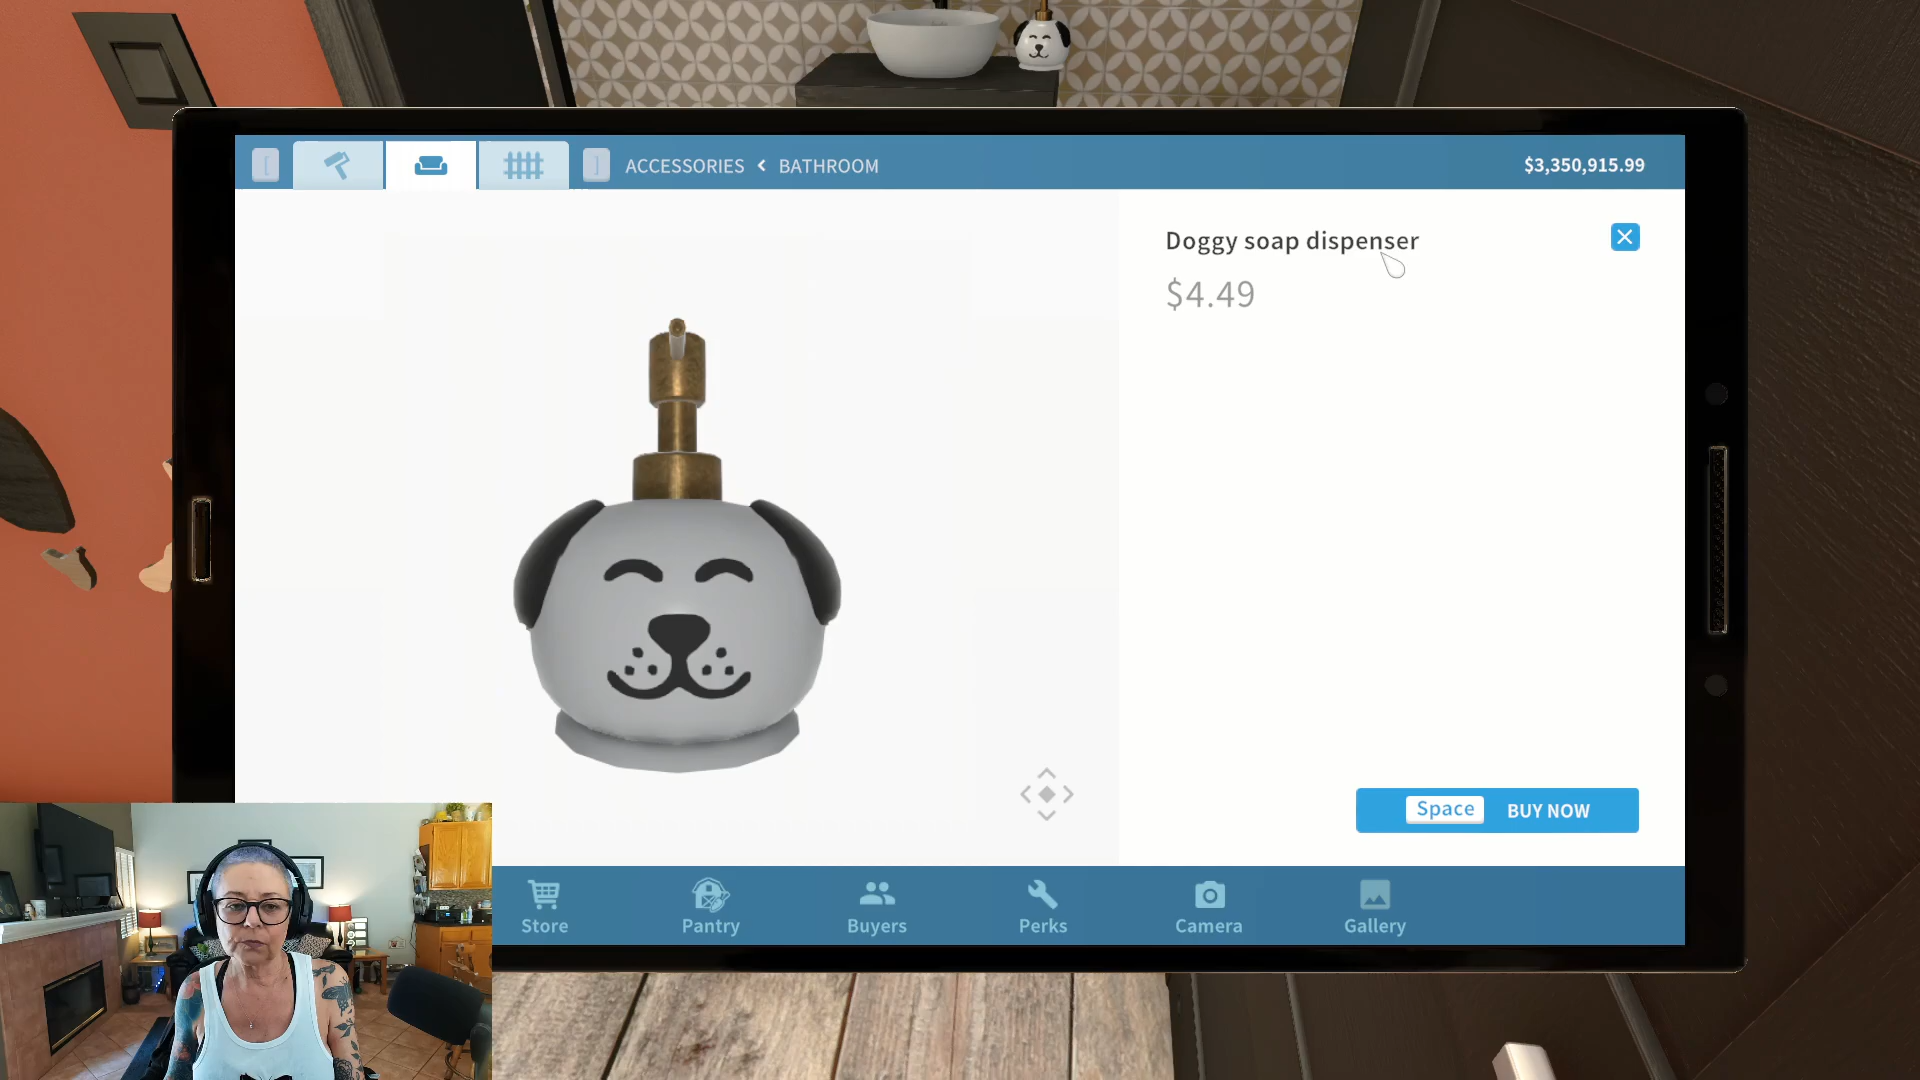 [
]
ACCESSORIES < BATHROOM
$3,350,915.99
Doggy soap dispenser
$4.49
Space BUY NOW
Store
Pantry
Buyers
Perks
Camera
Gallery